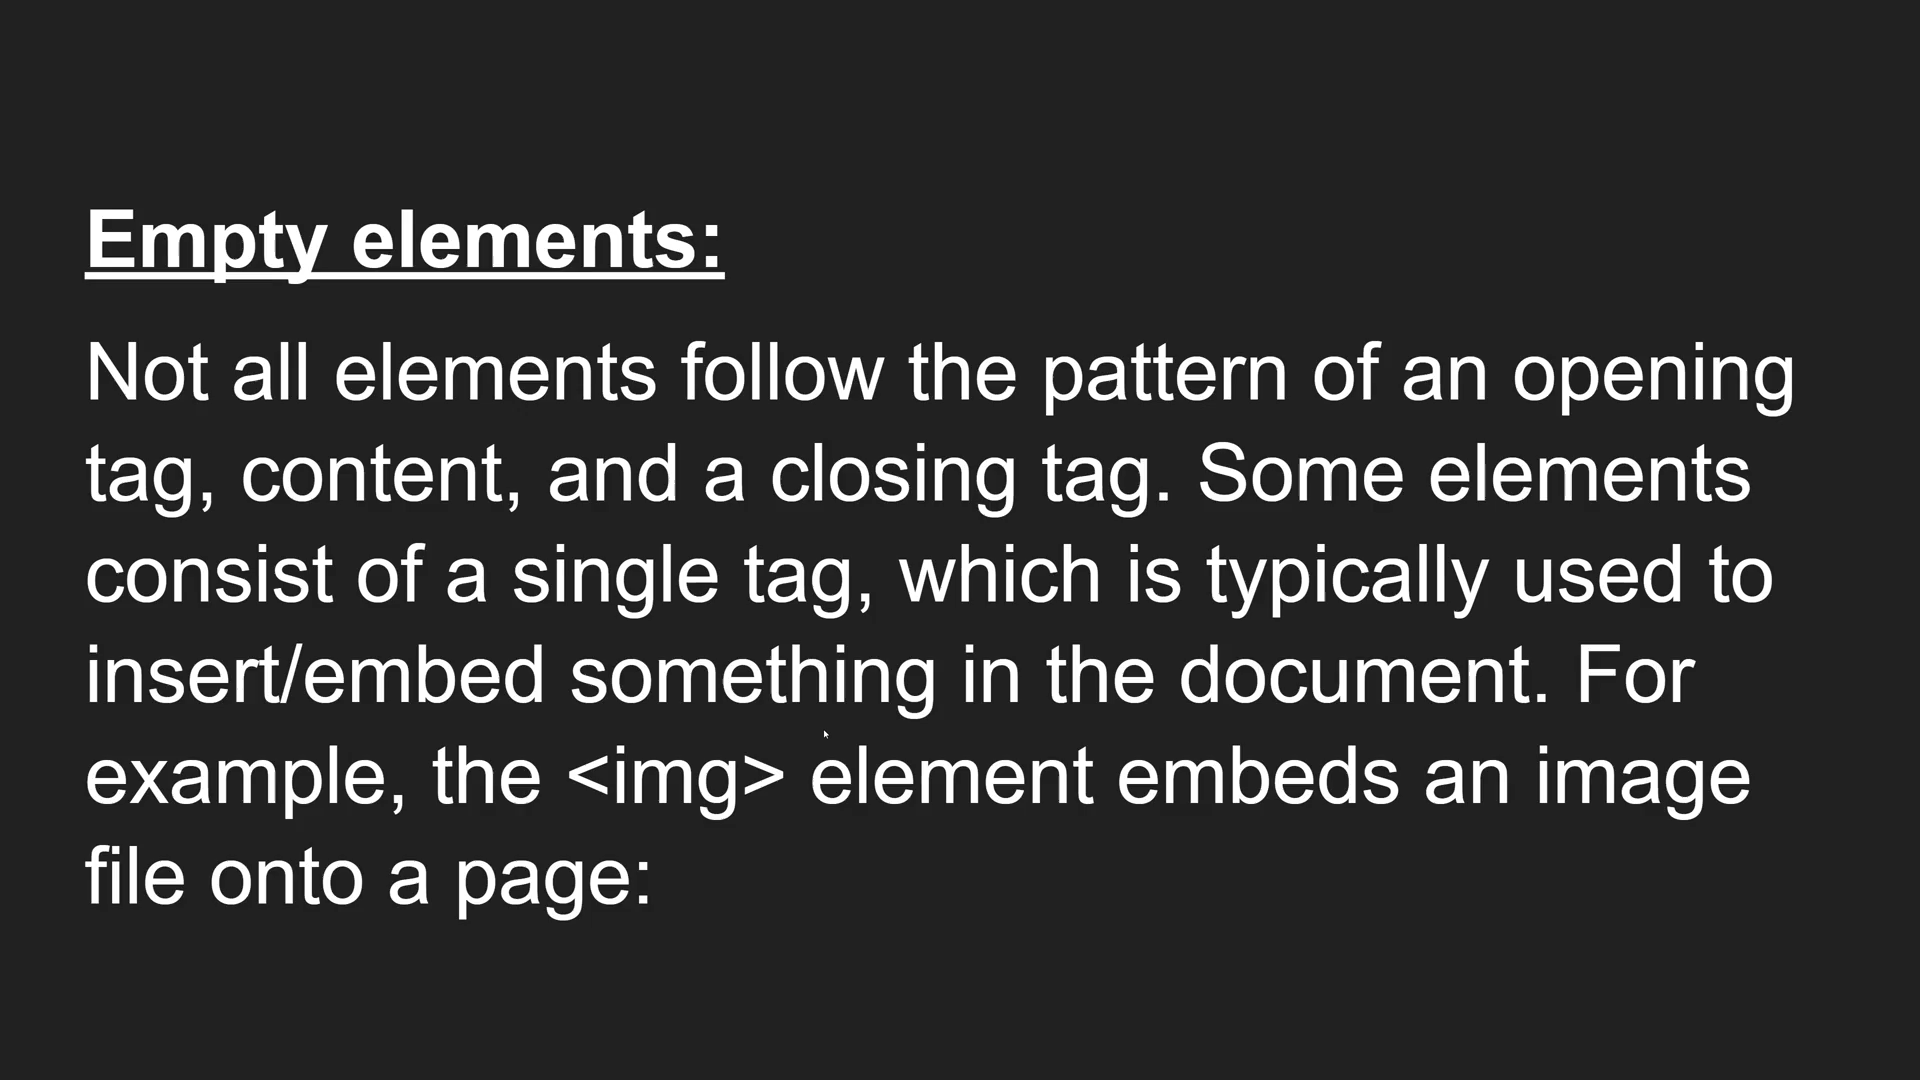 Empty elements:
Not all elements follow the pattern of an opening
tag, content, and a closing tag. Some elements
consist of a single tag, which is typically used to
insert/embed something in the document. For
example, the <img> element embeds an image
file onto a page: